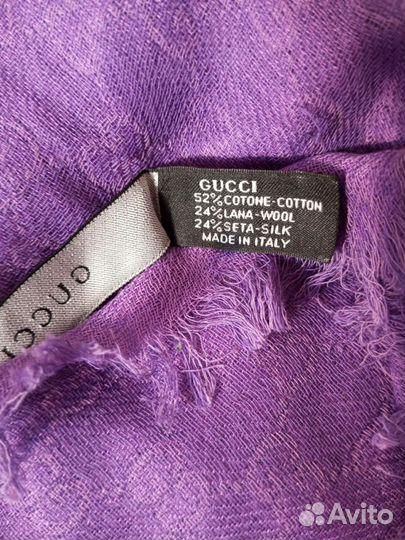 GUCCI
52%COTONE-COTTON
24%LANA-WOOL
24%SETA-SILK
MADE IN ITALY
GUCCI
Avito